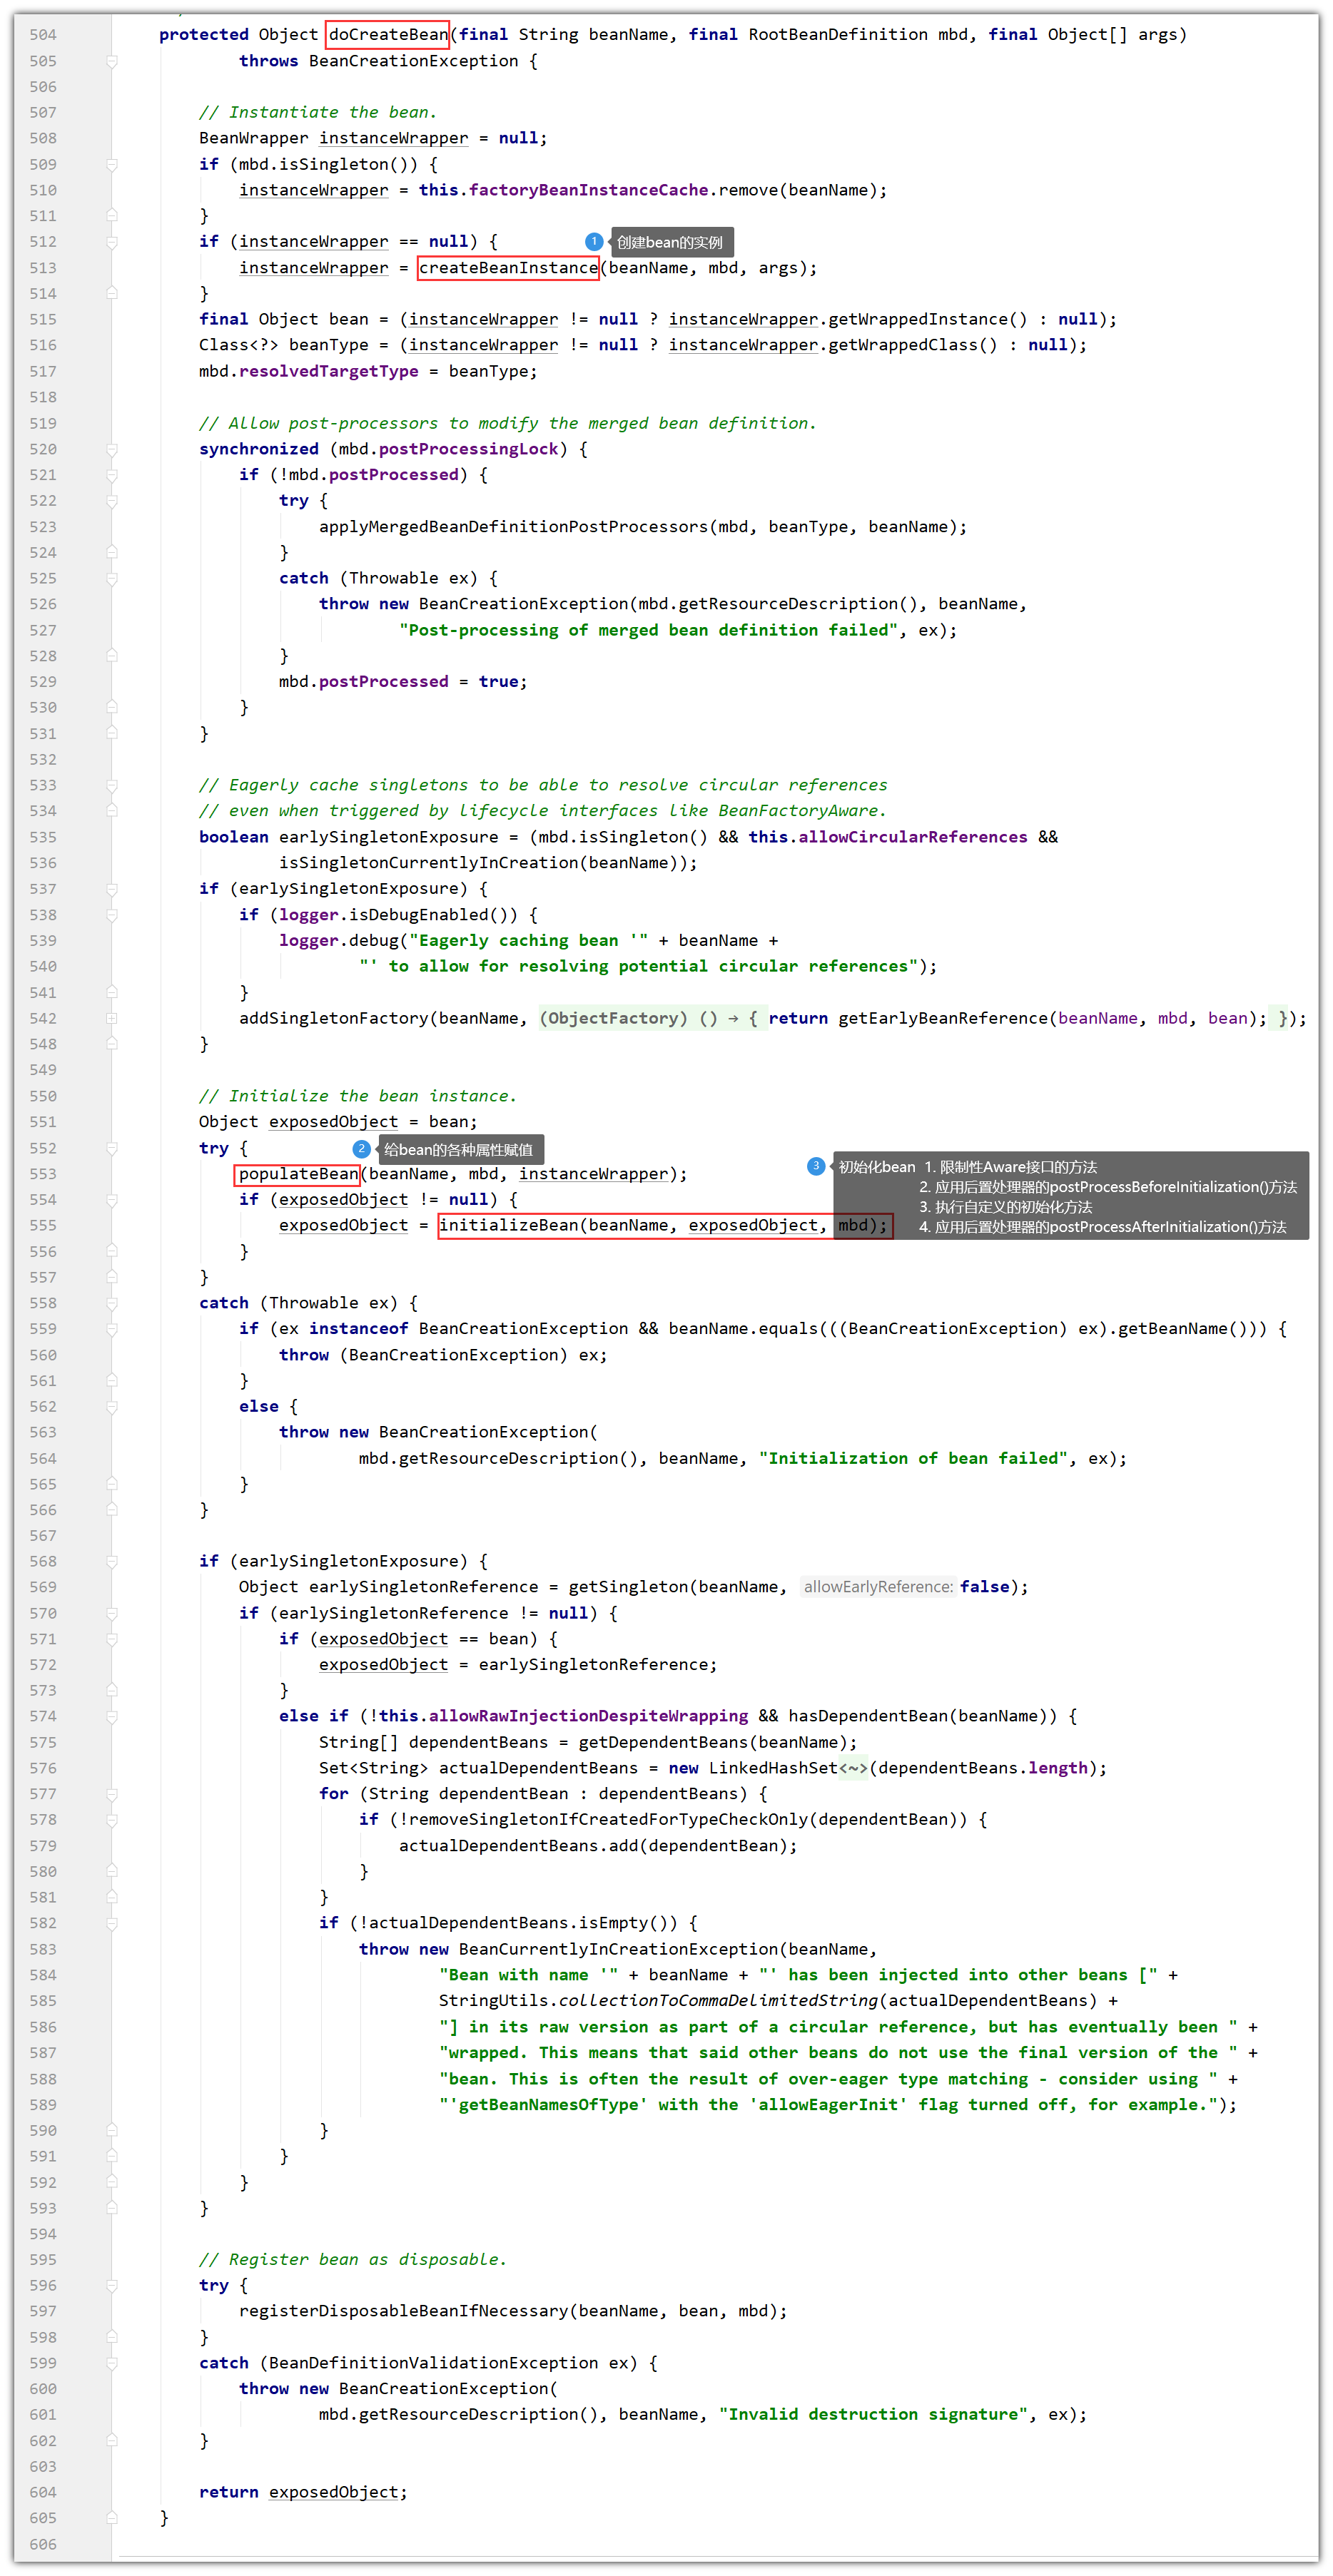 504 protected Object doCreateBean(final String beanName, final RootBeanDefinition mbd, final Object[] args)
505 throws BeanCreationException {
506
507 // Instantiate the bean.
508 BeanWrapper instanceWrapper = null;
509 if (mbd.isSingleton()) {
510 instanceWrapper = this.factoryBeanInstanceCache.remove(beanName);
511 }
512 if (instanceWrapper == null) { 1 创建bean的实例
513 instanceWrapper = createBeanInstance(beanName, mbd, args);
514 }
515 final Object bean = (instanceWrapper != null ? instanceWrapper.getWrappedInstance() : null);
516 Class<?> beanType = (instanceWrapper != null ? instanceWrapper.getWrappedClass() : null);
517 mbd.resolvedTargetType = beanType;
518
519 // Allow post-processors to modify the merged bean definition.
520 synchronized (mbd.postProcessingLock) {
521 if (!mbd.postProcessed) {
522 try {
523 applyMergedBeanDefinitionPostProcessors(mbd, beanType, beanName);
524 }
525 catch (Throwable ex) {
526 throw new BeanCreationException(mbd.getResourceDescription(), beanName,
527 "Post-processing of merged bean definition failed", ex);
528 }
529 mbd.postProcessed = true;
530 }
531 }
532
533 // Eagerly cache singletons to be able to resolve circular references
534 // even when triggered by lifecycle interfaces like BeanFactoryAware.
535 boolean earlySingletonExposure = (mbd.isSingleton() && this.allowCircularReferences &&
536 isSingletonCurrentlyInCreation(beanName));
537 if (earlySingletonExposure) {
538 if (logger.isDebugEnabled()) {
539 logger.debug("Eagerly caching bean '" + beanName +
540 "' to allow for resolving potential circular references");
541 }
542 addSingletonFactory(beanName, (ObjectFactory) () → { return getEarlyBeanReference(beanName, mbd, bean); });
548 }
549
550 // Initialize the bean instance.
551 Object exposedObject = bean;
552 try { 2 给bean的各种属性赋值
553 populateBean(beanName, mbd, instanceWrapper); 3 初始化bean 1. 限制性Aware接口的方法
2. 应用后置处理器的postProcessBeforeInitialization()方法
554 if (exposedObject != null) { 3. 执行自定义的初始化方法
555 exposedObject = initializeBean(beanName, exposedObject, mbd); 4. 应用后置处理器的postProcessAfterInitialization()方法
556 }
557 }
558 catch (Throwable ex) {
559 if (ex instanceof BeanCreationException && beanName.equals(((BeanCreationException) ex).getBeanName())) {
560 throw (BeanCreationException) ex;
561 }
562 else {
563 throw new BeanCreationException(
564 mbd.getResourceDescription(), beanName, "Initialization of bean failed", ex);
565 }
566 }
567
568 if (earlySingletonExposure) {
569 Object earlySingletonReference = getSingleton(beanName, allowEarlyReference: false);
570 if (earlySingletonReference != null) {
571 if (exposedObject == bean) {
572 exposedObject = earlySingletonReference;
573 }
574 else if (!this.allowRawInjectionDespiteWrapping && hasDependentBean(beanName)) {
575 String[] dependentBeans = getDependentBeans(beanName);
576 Set<String> actualDependentBeans = new LinkedHashSet<~>(dependentBeans.length);
577 for (String dependentBean : dependentBeans) {
578 if (!removeSingletonIfCreatedForTypeCheckOnly(dependentBean)) {
579 actualDependentBeans.add(dependentBean);
580 }
581 }
582 if (!actualDependentBeans.isEmpty()) {
583 throw new BeanCurrentlyInCreationException(beanName,
584 "Bean with name '" + beanName + "' has been injected into other beans [" +
585 StringUtils.collectionToCommaDelimitedString(actualDependentBeans) +
586 "] in its raw version as part of a circular reference, but has eventually been " +
587 "wrapped. This means that said other beans do not use the final version of the " +
588 "bean. This is often the result of over-eager type matching - consider using " +
589 "'getBeanNamesOfType' with the 'allowEagerInit' flag turned off, for example.");
590 }
591 }
592 }
593 }
594
595 // Register bean as disposable.
596 try {
597 registerDisposableBeanIfNecessary(beanName, bean, mbd);
598 }
599 catch (BeanDefinitionValidationException ex) {
600 throw new BeanCreationException(
601 mbd.getResourceDescription(), beanName, "Invalid destruction signature", ex);
602 }
603
604 return exposedObject;
605 }
606